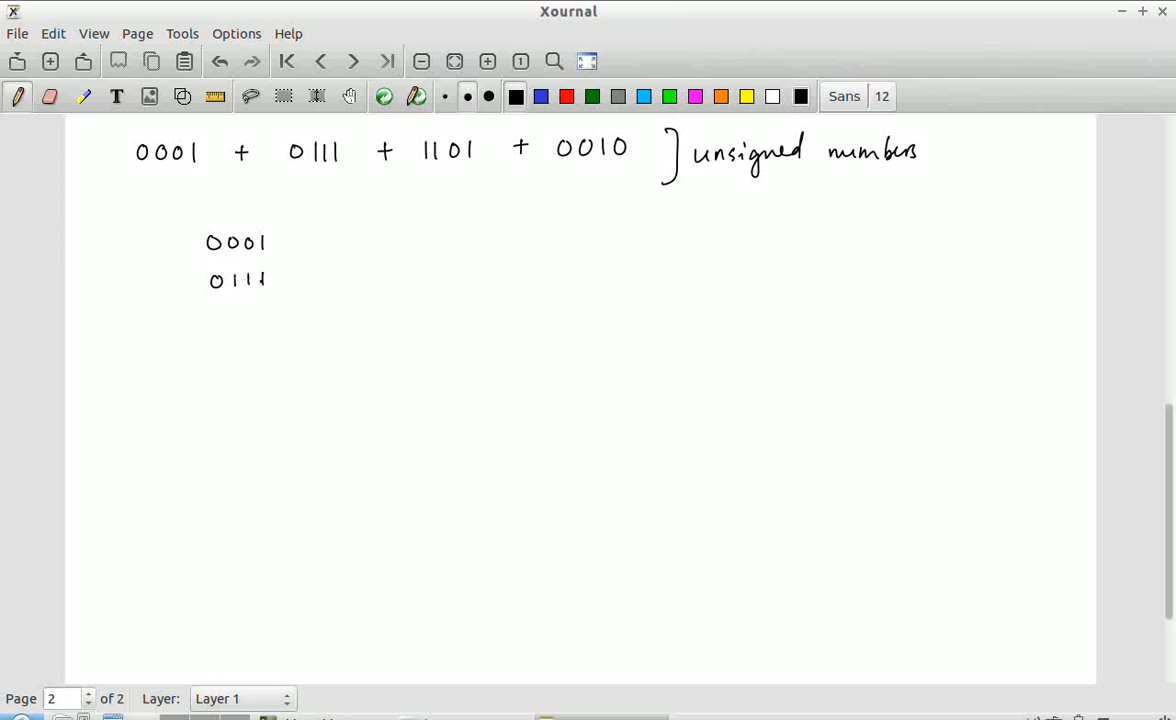 Xournal
File Edit View Page Tools Options Help
Sans 12
0001 + 0111 + 1101 + 0010 ] unsigned numbers
0001
0111
Page 2 of 2 Layer: Layer 1